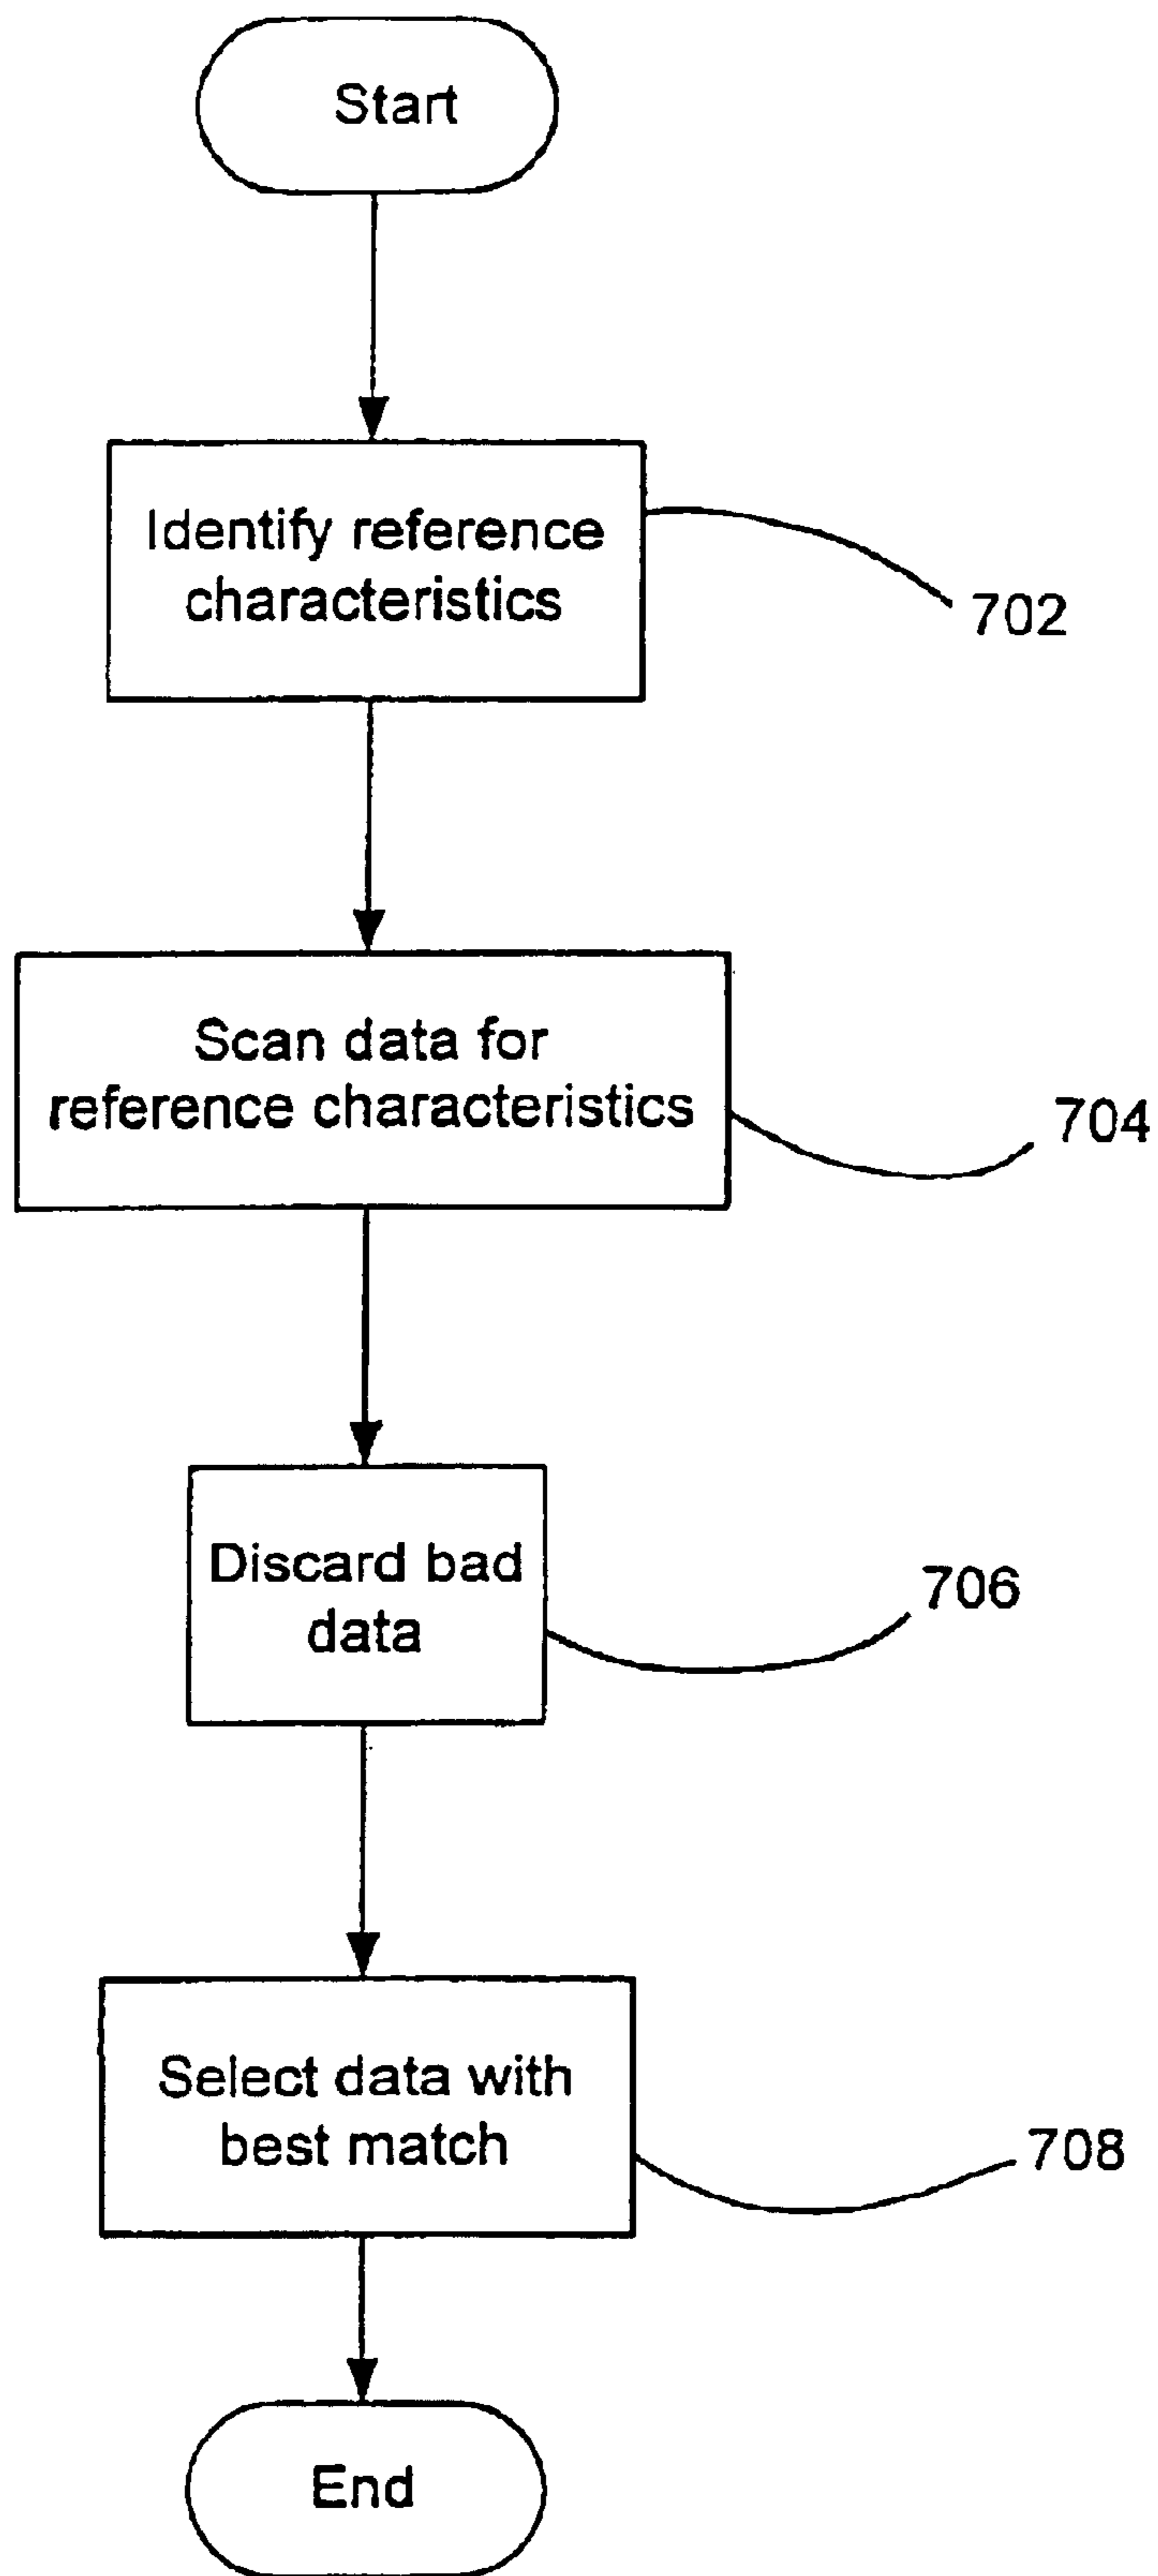 Start
Identify reference
characteristics
702
Scan data for
reference characteristics
704
Discard bad
data
706
Select data with
best match
708
End